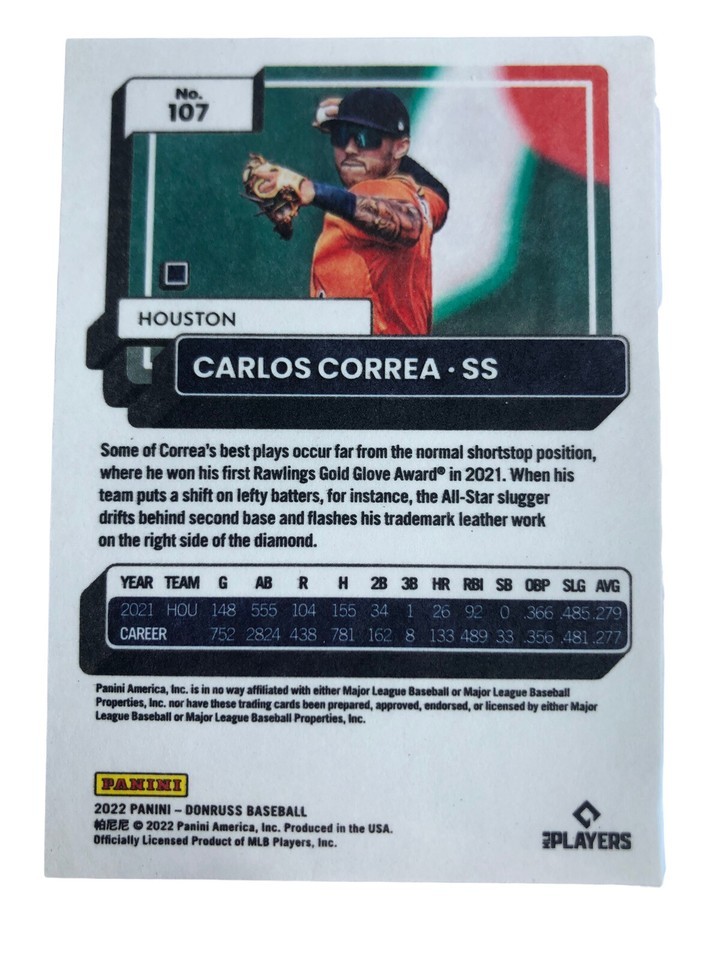 No.
107
HOUSTON
CARLOS CORREA · SS
Some of Correa's best plays occur far from the normal shortstop position,
where he won his first Rawlings Gold Glove Award® in 2021. When his
team puts a shift on lefty batters, for instance, the All-Star slugger
drifts behind second base and flashes his trademark leather work
on the right side of the diamond.
YEAR TEAM G AB R H 2B 3B HR RBI SB OBP SLG AVG
2021 HOU 148 555 104 155 34 1 26 92 0 .366 .485 .279
CAREER 752 2824 438 .781 162 8 133 489 33 .356 .481 .277
Panini America, Inc. is in no way affiliated with either Major League Baseball or Major League Baseball
Properties, Inc. nor have these trading cards been prepared, approved, endorsed, or licensed by either Major
League Baseball or Major League Baseball Properties, Inc.
PANINI
2022 PANINI – DONRUSS BASEBALL
帕尼尼 © 2022 Panini America, Inc. Produced in the USA.
Officially Licensed Product of MLB Players, Inc.
MLB PLAYERS